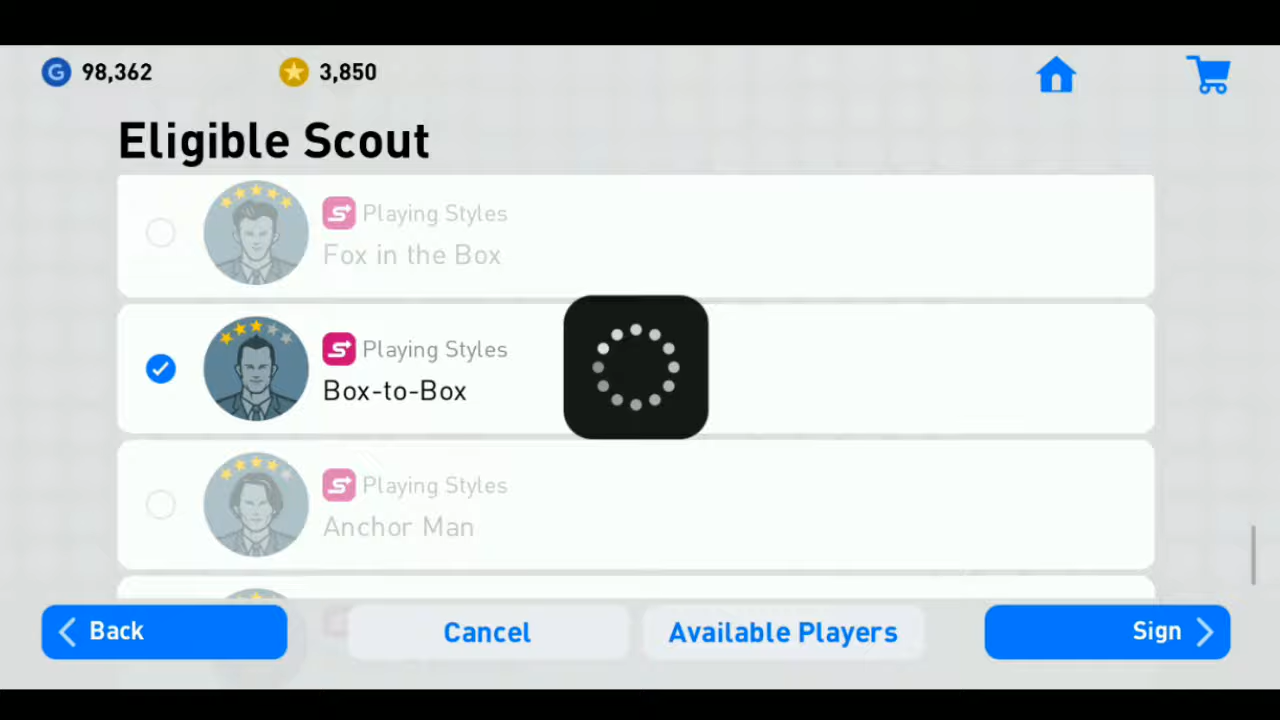 G 98,362
3,850
Eligible Scout
S Playing Styles
Fox in the Box
S Playing Styles
Box-to-Box
S Playing Styles
Anchor Man
Back
Cancel
Available Players
Sign